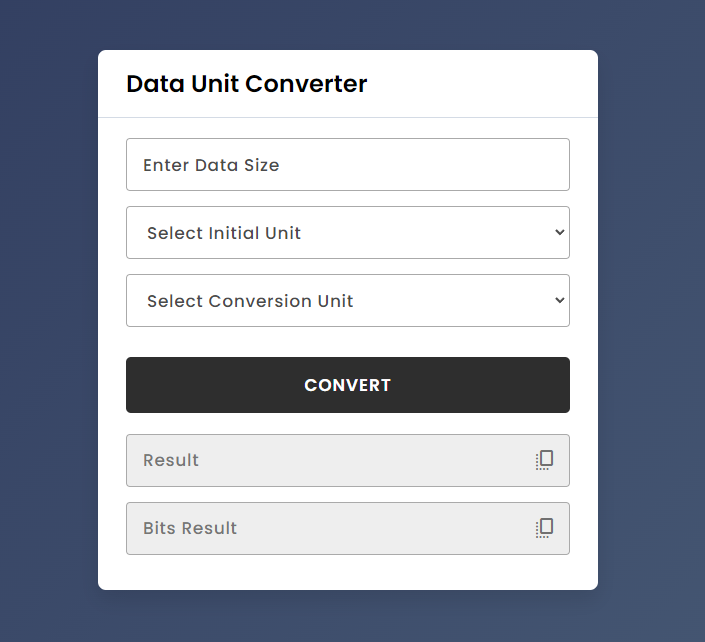 Data Unit Converter
Enter Data Size
Select Initial Unit
Select Conversion Unit
CONVERT
Result
Bits Result